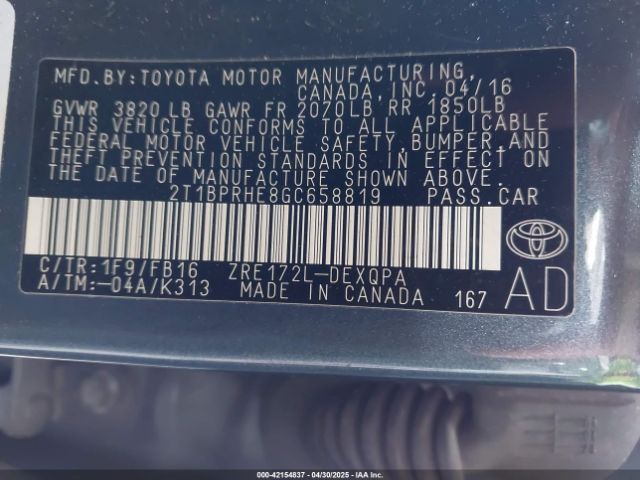 MFD. BY: TOYOTA MOTOR MANUFACTURING,
CANADA, INC. 04/16
GVWR 3820 LB GAWR FR 2070LB, RR 1850LB
THIS VEHICLE CONFORMS TO ALL APPLICABLE
FEDERAL MOTOR VEHICLE SAFETY, BUMPER, AND
THEFT PREVENTION STANDARDS IN EFFECT ON
THE DATE OF MANUFACTURE SHOWN ABOVE.
2T1BPRHE8GC658819 PASS. CAR
C/TR: 1F9/FB16 ZRE172L-DEXQPA
A/TM: -04A/K313 MADE IN CANADA 167
TOYOTA
AD
000-42154837 - 04/30/2025 - IAAI Inc.